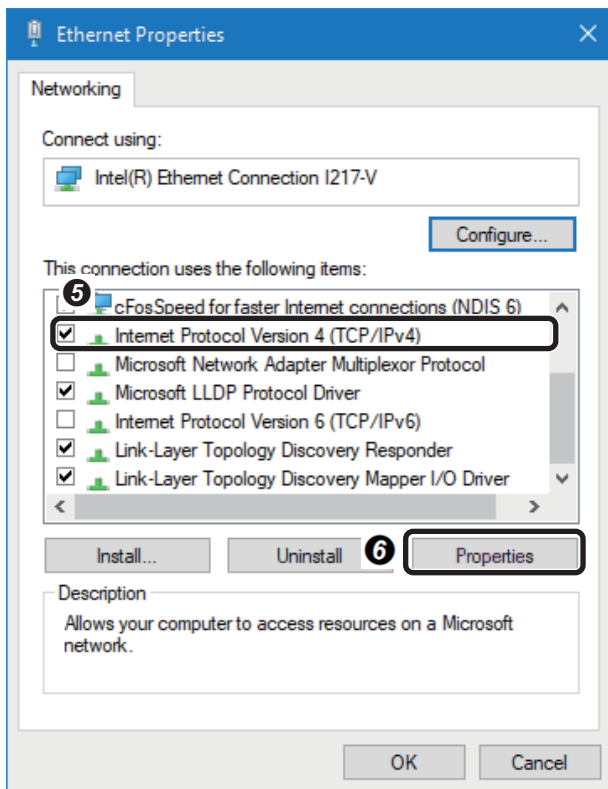 Ethernet Properties
Networking
Connect using:
Intel(R) Ethernet Connection I217-V
Configure...
This connection uses the following items:
5
cFosSpeed for faster Internet connections (NDIS 6)
Internet Protocol Version 4 (TCP/IPv4)
Microsoft Network Adapter Multiplexor Protocol
Microsoft LLDP Protocol Driver
Internet Protocol Version 6 (TCP/IPv6)
Link-Layer Topology Discovery Responder
Link-Layer Topology Discovery Mapper I/O Driver
Install... Uninstall 6 Properties
Description
Allows your computer to access resources on a Microsoft
network.
OK Cancel